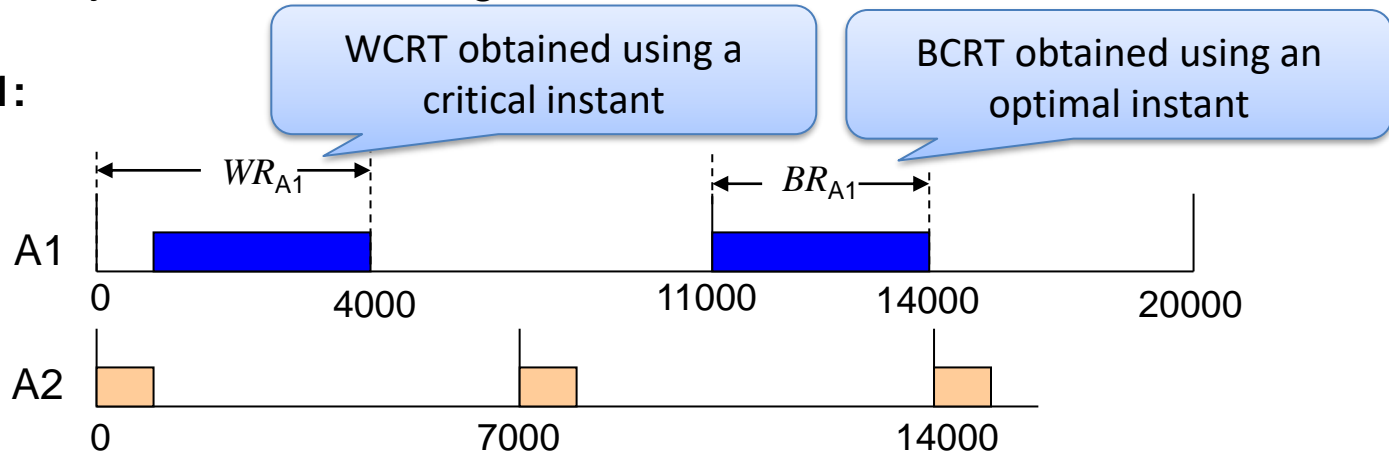 WCRT obtained using a
critical instant
BCRT obtained using an
optimal instant
:
WR_A1
BR_A1
A1
0
4000
11000
14000
20000
A2
0
7000
14000